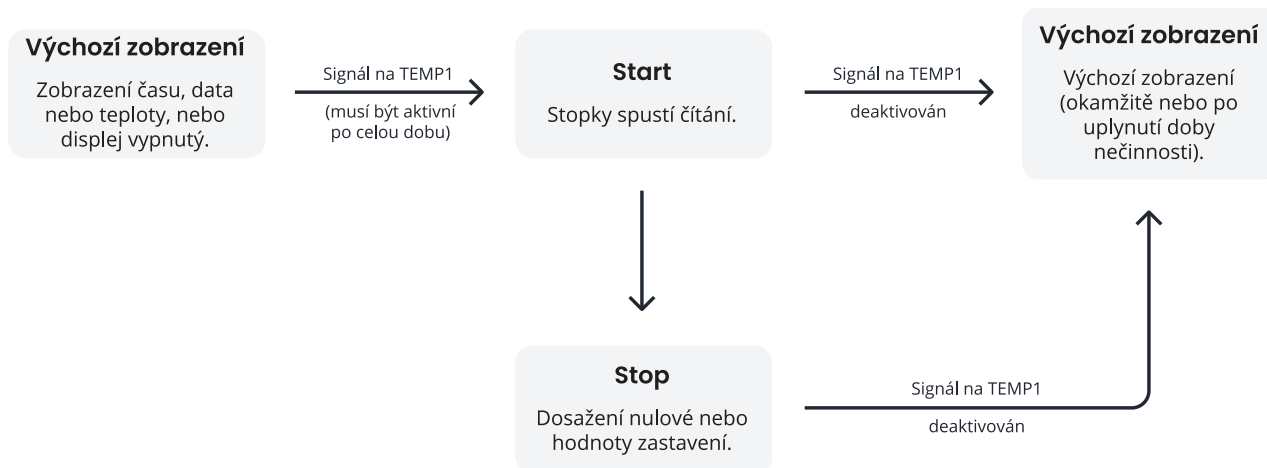 Výchozí zobrazení
Zobrazení času, data
nebo teploty, nebo
displej vypnutý.
Signál na TEMP1
(musí být aktivní
po celou dobu)
Start
Stopky spustí čítání.
Signál na TEMP1
deaktivován
Výchozí zobrazení
Výchozí zobrazení
(okamžitě nebo po
uplynutí doby
nečinnosti).
Stop
Dosažení nulové nebo
hodnoty zastavení.
Signál na TEMP1
deaktivován